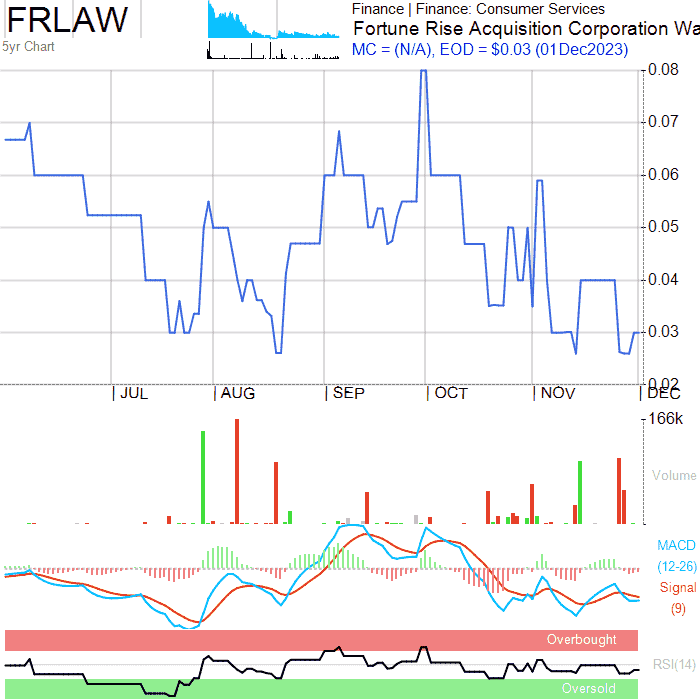 FRLAW
5yr Chart
Finance | Finance: Consumer Services
Fortune Rise Acquisition Corporation Wa
MC = (N/A), EOD = $0.03 (01Dec2023)
0.08
0.07
0.06
0.05
0.04
0.03
0.02
JUL AUG SEP OCT NOV DEC
166k
Volume
MACD
(12-26)
Signal
(9)
Overbought
RSI(14)
Oversold